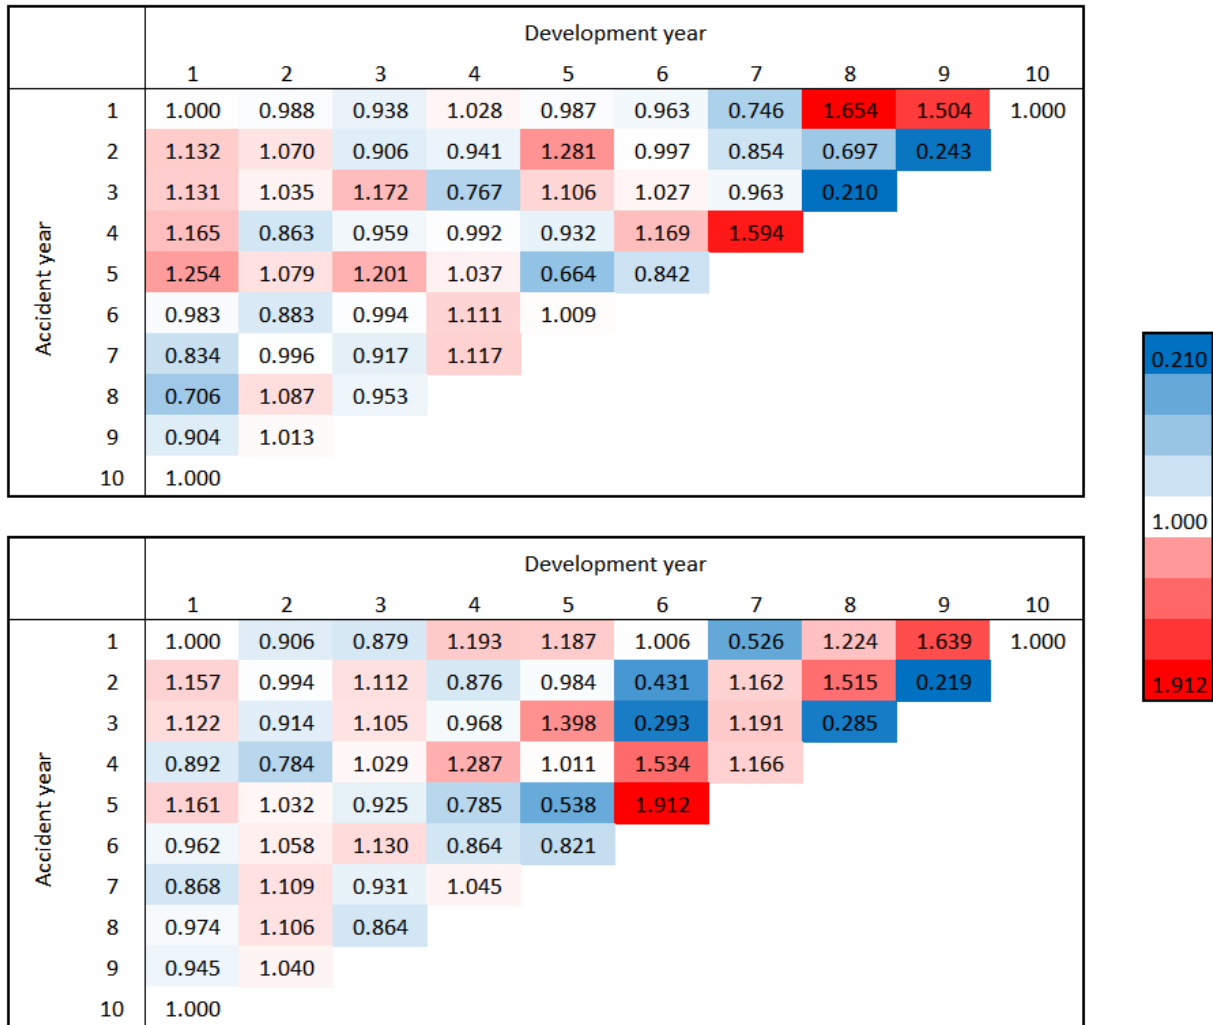 Development year
1 2 3 4 5 6 7 8 9 10
Accident year
1 1.000 0.988 0.938 1.028 0.987 0.963 0.746 1.654 1.504 1.000
2 1.132 1.070 0.906 0.941 1.281 0.997 0.854 0.697 0.243
3 1.131 1.035 1.172 0.767 1.106 1.027 0.963 0.210
4 1.165 0.863 0.959 0.992 0.932 1.169 1.594
5 1.254 1.079 1.201 1.037 0.664 0.842
6 0.983 0.883 0.994 1.111 1.009
7 0.834 0.996 0.917 1.117
8 0.706 1.087 0.953
9 0.904 1.013
10 1.000
Development year
1 2 3 4 5 6 7 8 9 10
Accident year
1 1.000 0.906 0.879 1.193 1.187 1.006 0.526 1.224 1.639 1.000
2 1.157 0.994 1.112 0.876 0.984 0.431 1.162 1.515 0.219
3 1.122 0.914 1.105 0.968 1.398 0.293 1.191 0.285
4 0.892 0.784 1.029 1.287 1.011 1.534 1.166
5 1.161 1.032 0.925 0.785 0.538 1.912
6 0.962 1.058 1.130 0.864 0.821
7 0.868 1.109 0.931 1.045
8 0.974 1.106 0.864
9 0.945 1.040
10 1.000
0.210
1.000
1.912